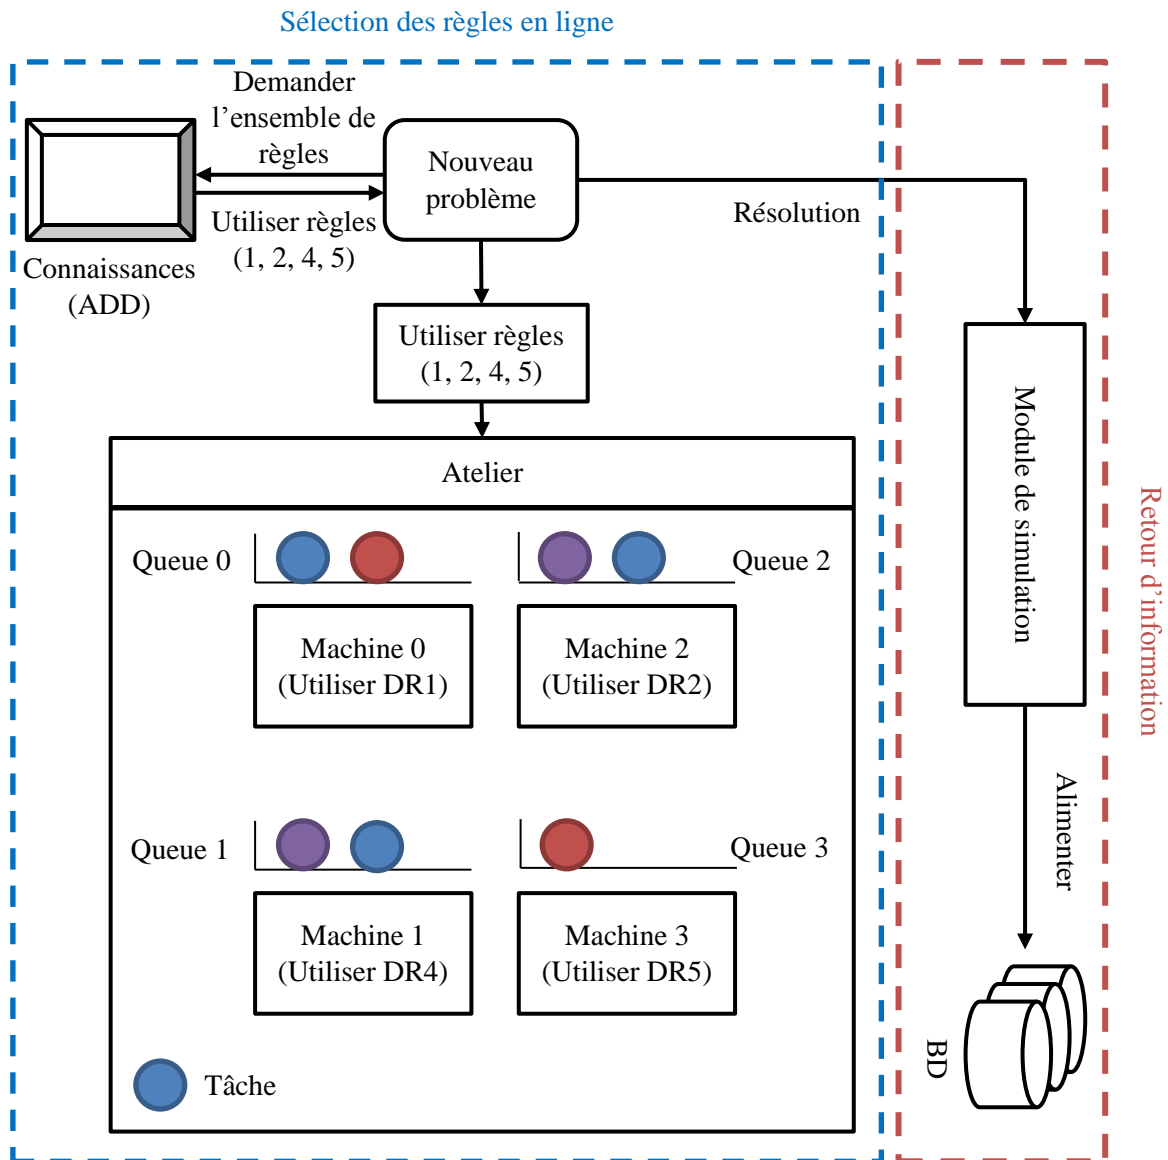 Sélection des règles en ligne
Demander
l’ensemble de
règles
Nouveau
problème
Utiliser règles
(1, 2, 4, 5)
Résolution
Connaissances
(ADD)
Utiliser règles
(1, 2, 4, 5)
Atelier
Queue 0
Queue 2
Machine 0
(Utiliser DR1)
Machine 2
(Utiliser DR2)
Queue 1
Queue 3
Machine 1
(Utiliser DR4)
Machine 3
(Utiliser DR5)
Tâche
Module de simulation
Alimenter
BD
Retour d’information